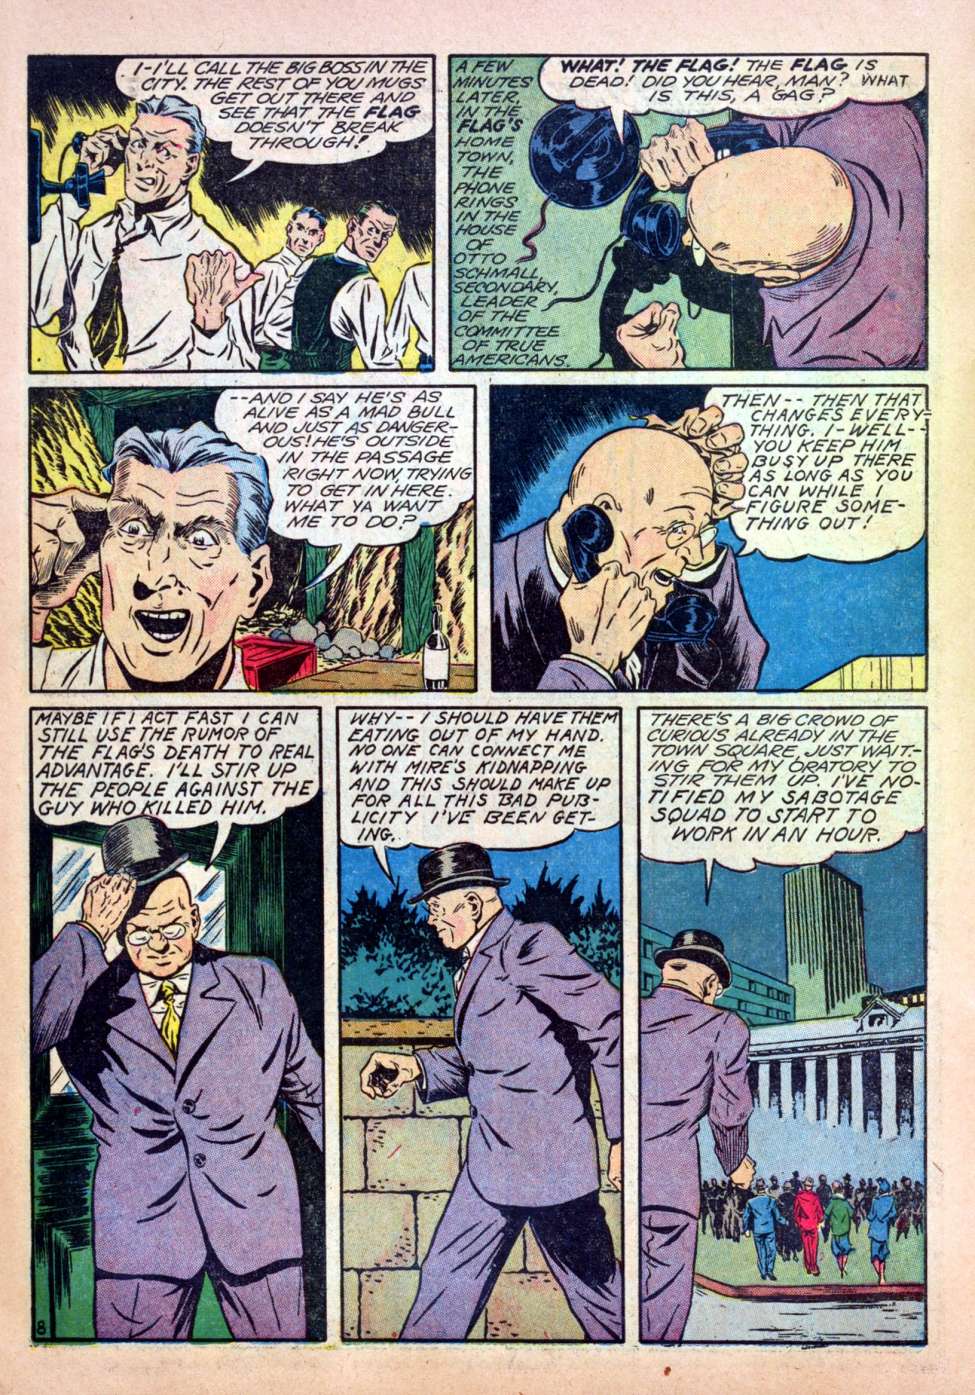 I-I'LL CALL THE BIG BOSS IN THE
CITY. THE REST OF YOU MUGS
GET OUT THERE AND
SEE THAT THE FLAG
DOESN'T BREAK
THROUGH!
A FEW
MINUTES
LATER,
IN THE
FLAG'S
HOME
TOWN,
THE
PHONE
RINGS
IN THE
HOUSE
OF
OTTO
SCHMALL,
SECONDARY,
LEADER
OF THE
COMMITTEE
OF TRUE
AMERICANS.
WHAT! THE FLAG! THE FLAG IS
DEAD! DID YOU HEAR, MAN? WHAT
IS THIS, A GAG?
--AND I SAY HE'S AS
ALIVE AS A MAD BULL
AND JUST AS DANGER-
OUS! HE'S OUTSIDE
IN THE PASSAGE
RIGHT NOW, TRYING
TO GET IN HERE.
WHAT YA WANT
ME TO DO?
THEN-- THEN THAT
CHANGES EVERY-
THING. I-WELL--
YOU KEEP HIM
BUSY UP THERE
AS LONG AS YOU
CAN WHILE I
FIGURE SOME-
THING OUT!
MAYBE IF I ACT FAST I CAN
STILL USE THE RUMOR OF
THE FLAG'S DEATH TO REAL
ADVANTAGE. I'LL STIR UP
THE PEOPLE AGAINST THE
GUY WHO KILLED HIM.
WHY-- I SHOULD HAVE THEM
EATING OUT OF MY HAND.
NO ONE CAN CONNECT ME
WITH MIRE'S KIDNAPPING
AND THIS SHOULD MAKE UP
FOR ALL THIS BAD PUB-
LICITY I'VE BEEN GET-
ING.
THERE'S A BIG CROWD OF
CURIOUS ALREADY IN THE
TOWN SQUARE, JUST WAIT-
ING FOR MY ORATORY TO
STIR THEM UP. I'VE NO-
TIFIED MY SABOTAGE
SQUAD TO START TO
WORK IN AN HOUR.
8